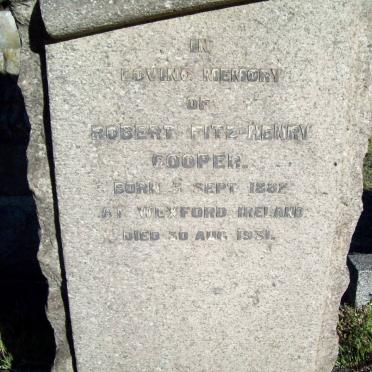 IN
LOVING MEMORY
OF
ROBERT FITZ-HENRY
COOPER.
BORN SEPT 1882
AT WEXFORD IRELAND.
DIED 30 AUG 1931.